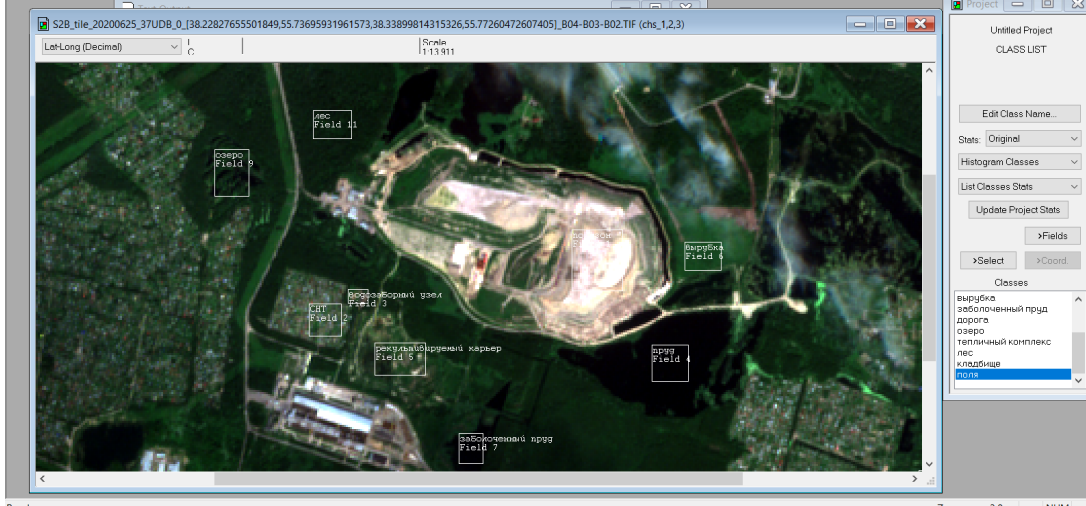 Text Output
Project
S2B_tile_20200625_37UDB_0_[38.22827655501849,55.73695931961573,38.33899814315326,55.77260472607405]_B04-B03-B02.TIF (chs_1,2,3)
Lat-Long (Decimal)
L
C
Scale
1:13 911
лес
Field 11
озеро
Field 9
вырубка
Field 6
водозаборный узел
Field 3
СНТ
Field 2
рекультивируемый карьер
Field 5
пруд
Field 4
заболоченный пруд
Field 7
Untitled Project
CLASS LIST
Edit Class Name...
Stats: Original
Histogram Classes
List Classes Stats
Update Project Stats
>Fields
>Select
>Coord.
Classes
вырубка
заболоченный пруд
дорога
озеро
тепличный комплекс
лес
кладбище
поля
NUM